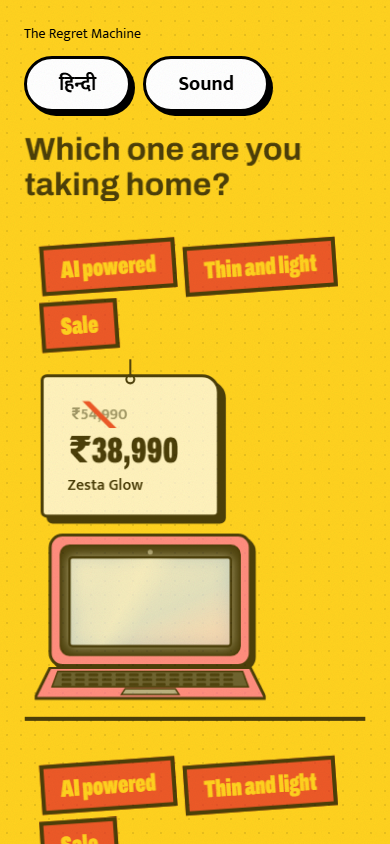 The Regret Machine
हिन्दी
Sound
Which one are you
taking home?
AI powered
Thin and light
Sale
₹54,990
₹38,990
Zesta Glow
AI powered
Thin and light
Sale